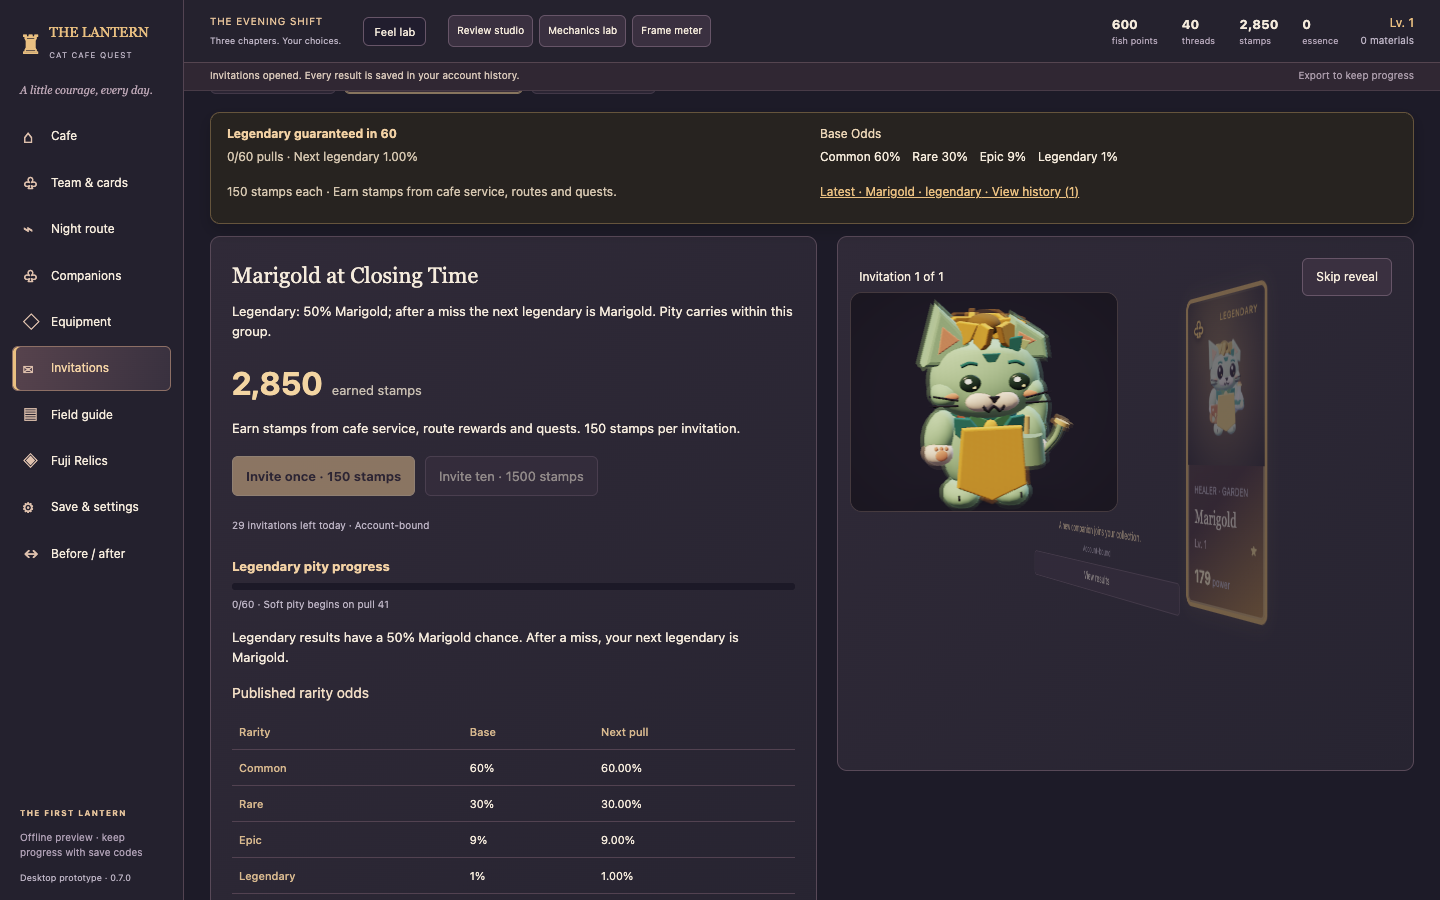 THE LANTERN
CAT CAFE QUEST
A little courage, every day.
Cafe
Team & cards
Night route
Companions
Equipment
Invitations
Field guide
Fuji Relics
Save & settings
Before / after
THE FIRST LANTERN
Offline preview · keep
progress with save codes
Desktop prototype · 0.7.0
THE EVENING SHIFT
Three chapters. Your choices.
Feel lab
Review studio
Mechanics lab
Frame meter
600
fish points
40
threads
2,850
stamps
0
essence
Lv. 1
0 materials
Invitations opened. Every result is saved in your account history.
Export to keep progress
Legendary guaranteed in 60
0/60 pulls · Next legendary 1.00%
150 stamps each · Earn stamps from cafe service, routes and quests.
Base Odds
Common 60% Rare 30% Epic 9% Legendary 1%
Latest · Marigold · legendary · View history (1)
Marigold at Closing Time
Legendary: 50% Marigold; after a miss the next legendary is Marigold. Pity carries within this
group.
2,850 earned stamps
Earn stamps from cafe service, route rewards and quests. 150 stamps per invitation.
Invite once · 150 stamps
Invite ten · 1500 stamps
29 invitations left today · Account-bound
Legendary pity progress
0/60 · Soft pity begins on pull 41
Legendary results have a 50% Marigold chance. After a miss, your next legendary is
Marigold.
Published rarity odds
Rarity Base Next pull
Common 60% 60.00%
Rare 30% 30.00%
Epic 9% 9.00%
Legendary 1% 1.00%
Invitation 1 of 1
Skip reveal
LEGENDARY
HEALER · GARDEN
Marigold
Lv. 1
179 power
A new companion joins your collection.
Account-bound
View results